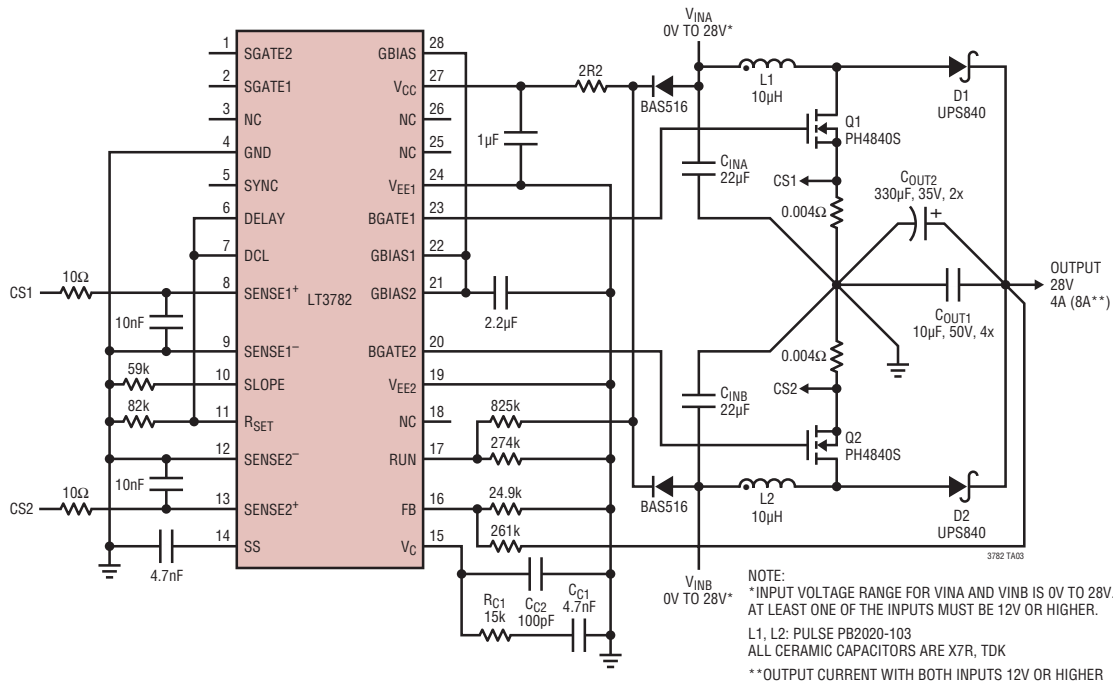 VINA
0V TO 28V*
1 SGATE2
2 SGATE1
3 NC
4 GND
5 SYNC
6 DELAY
7 DCL
8 SENSE1+
9 SENSE1–
10 SLOPE
11 RSET
12 SENSE2–
13 SENSE2+
14 SS
LT3782
GBIAS 28
VCC 27
NC 26
NC 25
VEE1 24
BGATE1 23
GBIAS1 22
GBIAS2 21
BGATE2 20
VEE2 19
NC 18
RUN 17
FB 16
VC 15
CS1
10Ω
10nF
59k
82k
10nF
CS2
10Ω
4.7nF
2R2
1µF
2.2µF
825k
274k
24.9k
261k
RC1
15k
CC2
100pF
CC1
4.7nF
BAS516
L1
10µH
D1
UPS840
Q1
PH4840S
CINA
22µF
CS1
0.004Ω
COUT2
330µF, 35V, 2x
+
OUTPUT
28V
4A (8A**)
COUT1
10µF, 50V, 4x
0.004Ω
CS2
CINB
22µF
Q2
PH4840S
BAS516
L2
10µH
D2
UPS840
3782 TA03
VINB
0V TO 28V*
NOTE:
*INPUT VOLTAGE RANGE FOR VINA AND VINB IS 0V TO 28V.
AT LEAST ONE OF THE INPUTS MUST BE 12V OR HIGHER.
L1, L2: PULSE PB2020-103
ALL CERAMIC CAPACITORS ARE X7R, TDK
**OUTPUT CURRENT WITH BOTH INPUTS 12V OR HIGHER